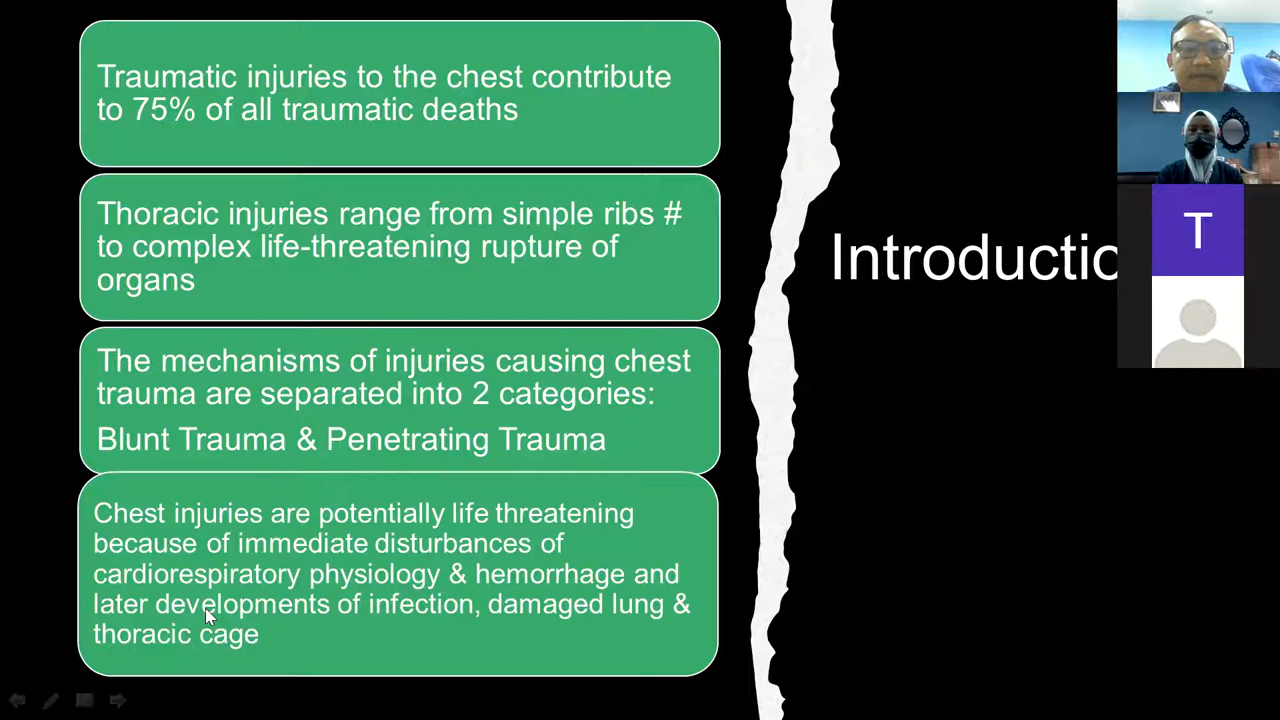 Traumatic injuries to the chest contribute
to 75% of all traumatic deaths
Thoracic injuries range from simple ribs #
to complex life-threatening rupture of
organs
The mechanisms of injuries causing chest
trauma are separated into 2 categories:
Blunt Trauma & Penetrating Trauma
Chest injuries are potentially life threatening
because of immediate disturbances of
cardiorespiratory physiology & hemorrhage and
later developments of infection, damaged lung &
thoracic cage
Introductio
T